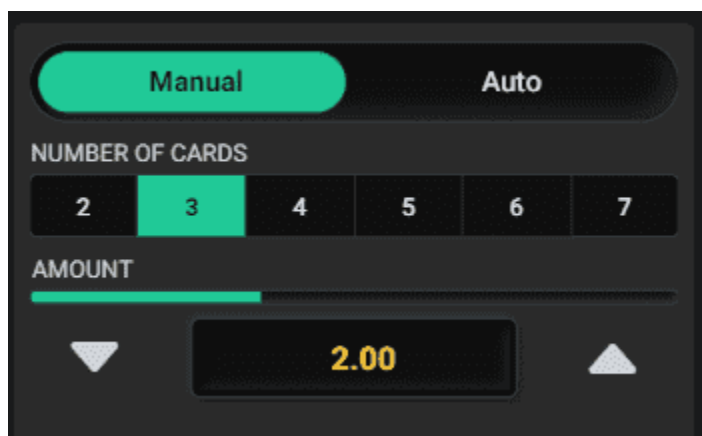 Manual Auto
NUMBER OF CARDS
2 3 4 5 6 7
AMOUNT
2.00